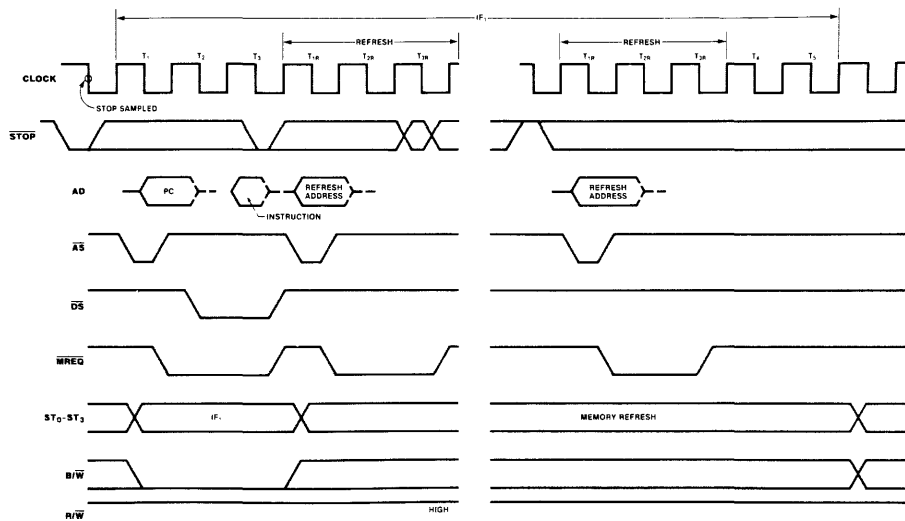 IF₁
REFRESH
REFRESH
T₁ T₂ T₃ T₁R T₂R T₃R T₁R T₂R T₃R T₄ T₅
CLOCK
STOP SAMPLED
STOP
AD
PC
REFRESH
ADDRESS
REFRESH
ADDRESS
INSTRUCTION
AS
DS
MREQ
ST₀-ST₃
IF₁
MEMORY REFRESH
B/W
HIGH
R/W